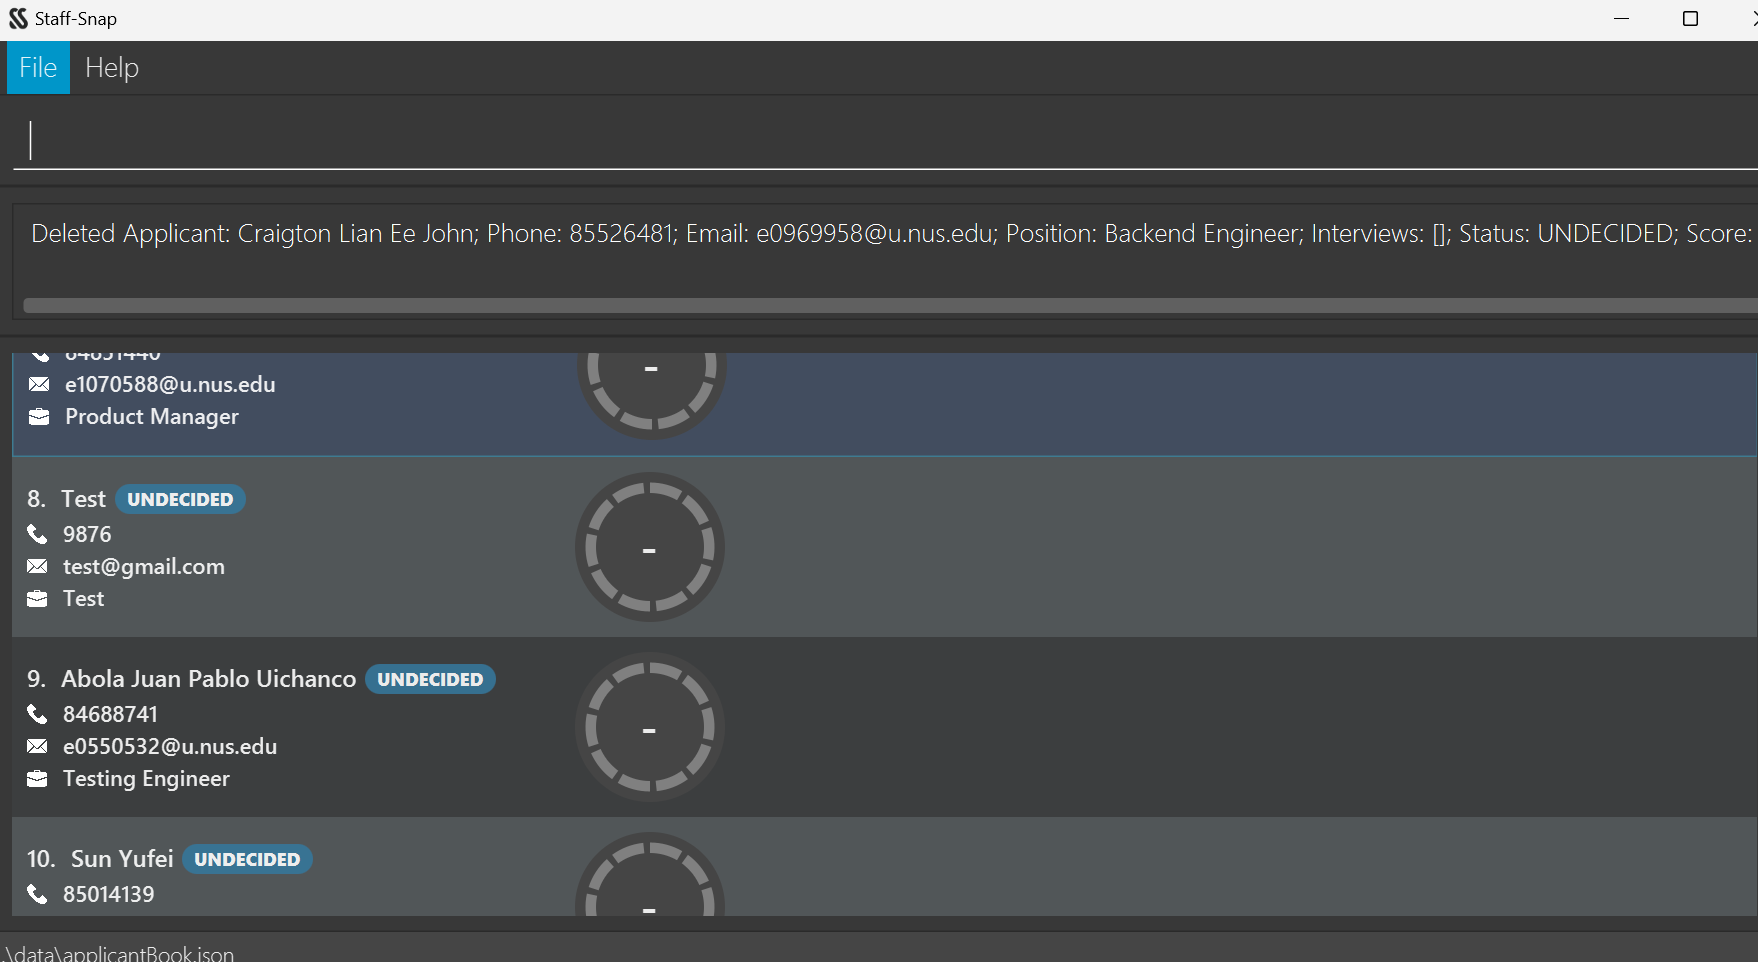 Staff-Snap
File Help
Deleted Applicant: Craigton Lian Ee John; Phone: 85526481; Email: e0969958@u.nus.edu; Position: Backend Engineer; Interviews: []; Status: UNDECIDED; Score:
-
e1070588@u.nus.edu
Product Manager
8. Test UNDECIDED
9876
-
test@gmail.com
Test
9. Abola Juan Pablo Uichanco UNDECIDED
84688741
-
e0550532@u.nus.edu
Testing Engineer
10. Sun Yufei UNDECIDED
85014139
-
.\data\applicantBook.json